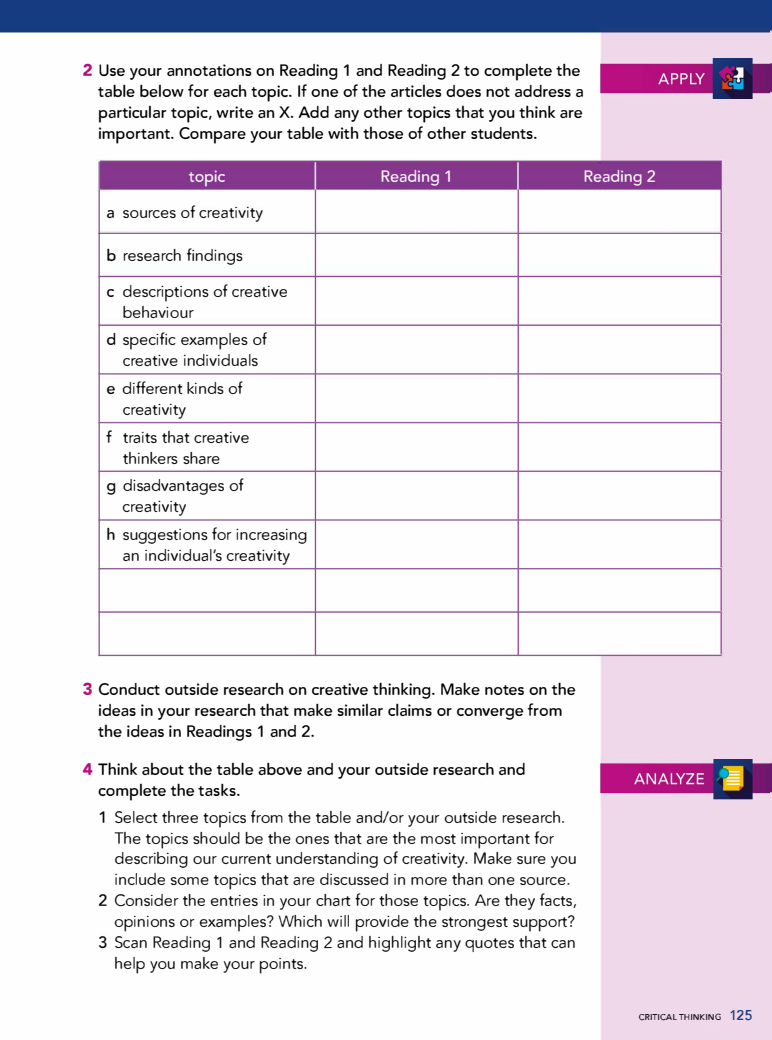 2 Use your annotations on Reading 1 and Reading 2 to complete the
table below for each topic. If one of the articles does not address a
particular topic, write an X. Add any other topics that you think are
important. Compare your table with those of other students.
APPLY
topic Reading 1 Reading 2
a sources of creativity
b research findings
c descriptions of creative
behaviour
d specific examples of
creative individuals
e different kinds of
creativity
f traits that creative
thinkers share
g disadvantages of
creativity
h suggestions for increasing
an individual's creativity
3 Conduct outside research on creative thinking. Make notes on the
ideas in your research that make similar claims or converge from
the ideas in Readings 1 and 2.
4 Think about the table above and your outside research and
complete the tasks.
ANALYZE
1 Select three topics from the table and/or your outside research.
The topics should be the ones that are the most important for
describing our current understanding of creativity. Make sure you
include some topics that are discussed in more than one source.
2 Consider the entries in your chart for those topics. Are they facts,
opinions or examples? Which will provide the strongest support?
3 Scan Reading 1 and Reading 2 and highlight any quotes that can
help you make your points.
CRITICAL THINKING 125